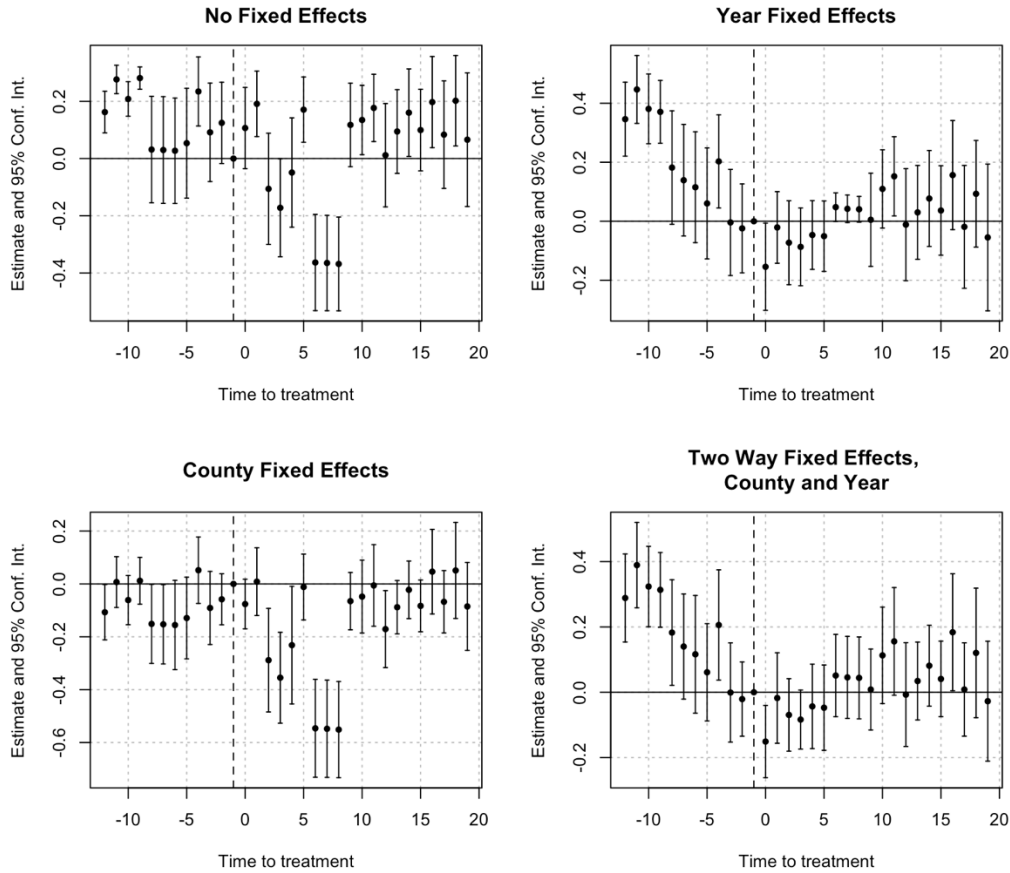 No Fixed Effects
Estimate and 95% Conf. Int.
0.2
0.0
-0.2
-0.4
-10 -5 0 5 10 15 20
Time to treatment
Year Fixed Effects
Estimate and 95% Conf. Int.
0.4
0.2
0.0
-0.2
-10 -5 0 5 10 15 20
Time to treatment
County Fixed Effects
Estimate and 95% Conf. Int.
0.2
0.0
-0.2
-0.4
-0.6
-10 -5 0 5 10 15 20
Time to treatment
Two Way Fixed Effects,
County and Year
Estimate and 95% Conf. Int.
0.4
0.2
0.0
-0.2
-10 -5 0 5 10 15 20
Time to treatment